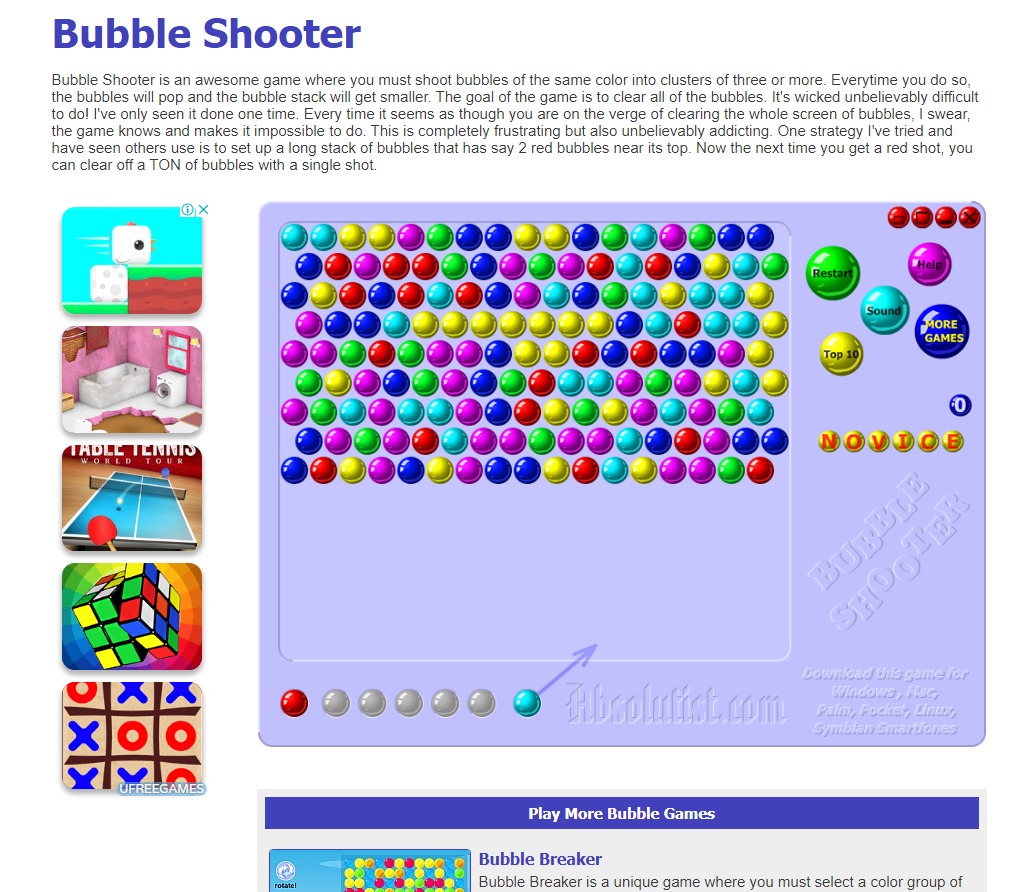 Bubble Shooter
Bubble Shooter is an awesome game where you must shoot bubbles of the same color into clusters of three or more. Everytime you do so,
the bubbles will pop and the bubble stack will get smaller. The goal of the game is to clear all of the bubbles. It's wicked unbelievably difficult
to do! I've only seen it done one time. Every time it seems as though you are on the verge of clearing the whole screen of bubbles, I swear,
the game knows and makes it impossible to do. This is completely frustrating but also unbelievably addicting. One strategy I've tried and
have seen others use is to set up a long stack of bubbles that has say 2 red bubbles near its top. Now the next time you get a red shot, you
can clear off a TON of bubbles with a single shot.
TABLE TENNIS
WORLD TOUR
UFREEGAMES
Restart
Help
Sound
MORE
GAMES
Top 10
0
NOVICE
BUBBLE
SHOOTER
Absolutist.com
Download this game for
Windows, Mac,
Palm, Pocket, Linux,
Symbian Smartfones
Play More Bubble Games
rotate!
Bubble Breaker
Bubble Breaker is a unique game where you must select a color group of